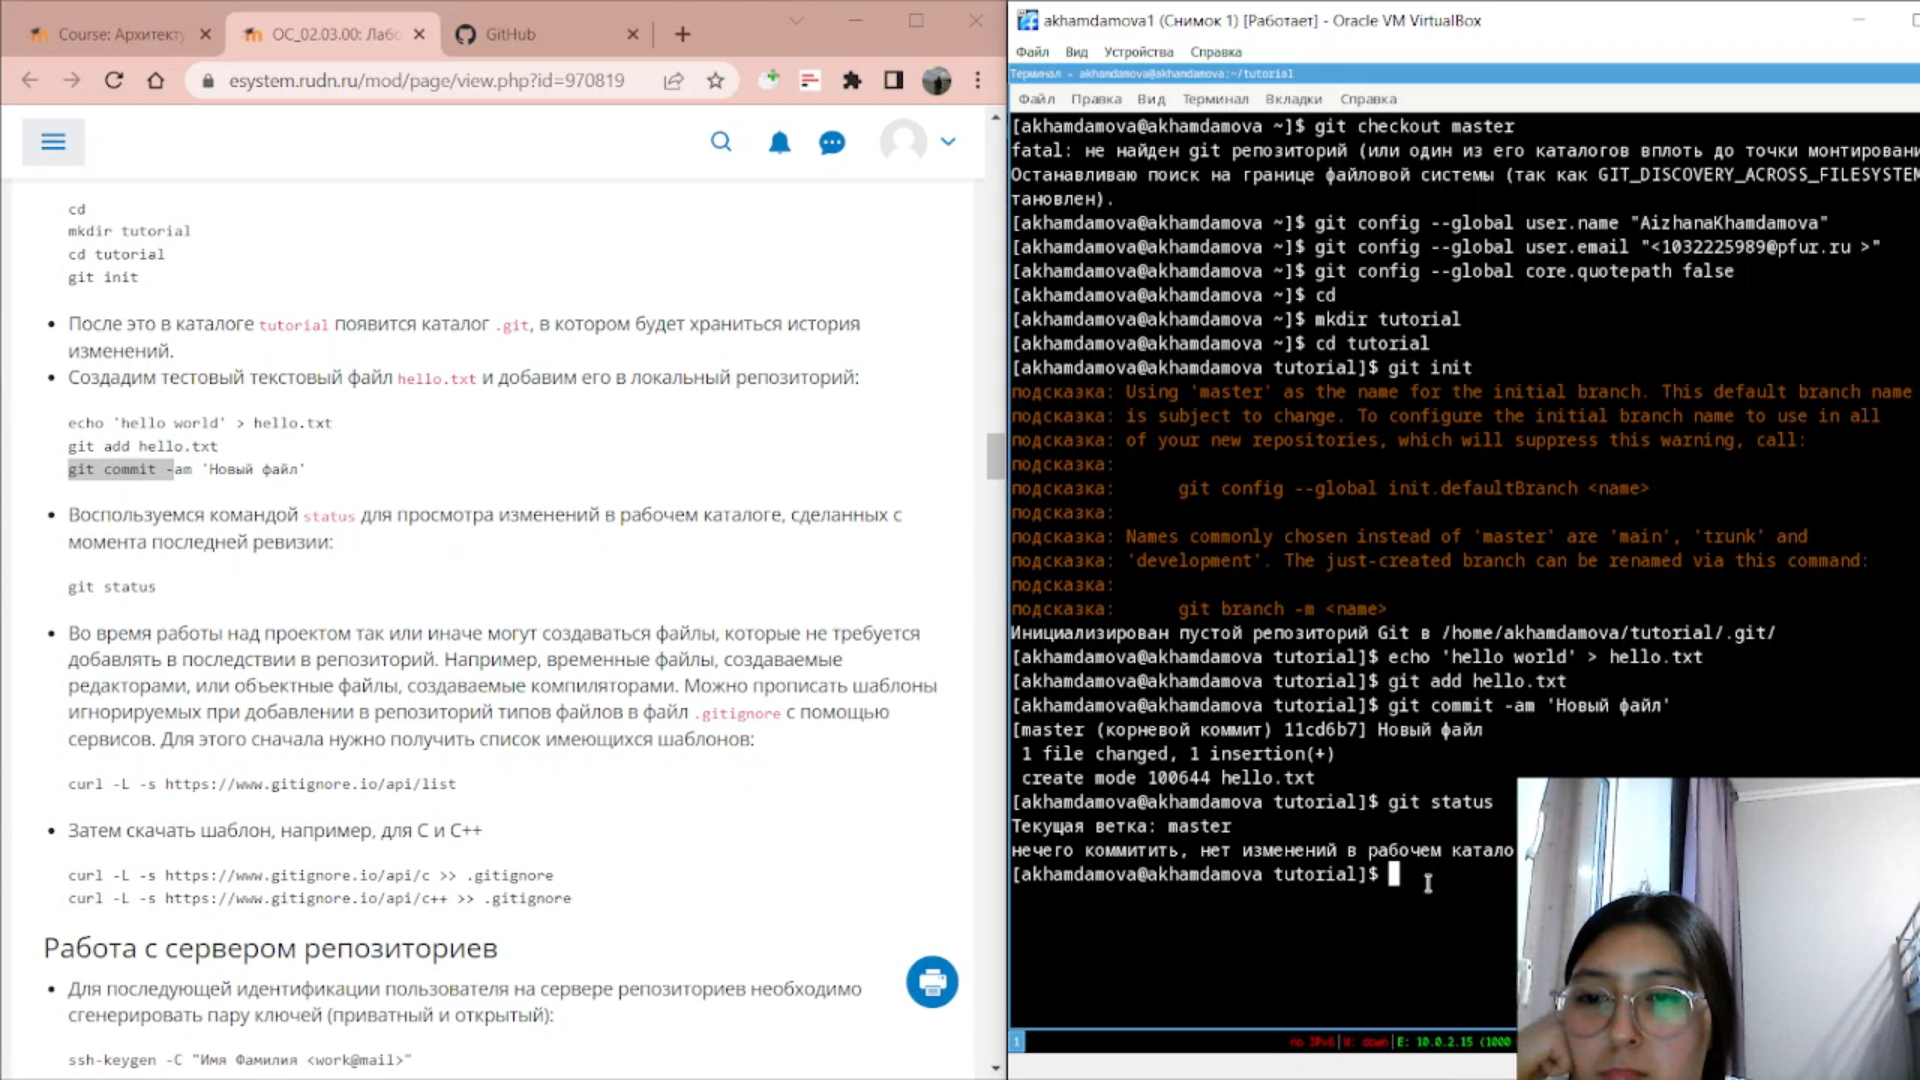 Course: Архитекту
ОС_02.03.00: Лабо
GitHub
esystem.rudn.ru/mod/page/view.php?id=970819
cd
mkdir tutorial
cd tutorial
git init
После это в каталоге tutorial появится каталог .git, в котором будет храниться история
изменений.
Создадим тестовый текстовый файл hello.txt и добавим его в локальный репозиторий:
echo 'hello world' > hello.txt
git add hello.txt
git commit -am 'Новый файл'
Воспользуемся командой status для просмотра изменений в рабочем каталоге, сделанных с
момента последней ревизии:
git status
Во время работы над проектом так или иначе могут создаваться файлы, которые не требуется
добавлять в последствии в репозиторий. Например, временные файлы, создаваемые
редакторами, или объектные файлы, создаваемые компиляторами. Можно прописать шаблоны
игнорируемых при добавлении в репозиторий типов файлов в файл .gitignore с помощью
сервисов. Для этого сначала нужно получить список имеющихся шаблонов:
curl -L -s https://www.gitignore.io/api/list
Затем скачать шаблон, например, для C и C++
curl -L -s https://www.gitignore.io/api/c >> .gitignore
curl -L -s https://www.gitignore.io/api/c++ >> .gitignore
Работа с сервером репозиториев
Для последующей идентификации пользователя на сервере репозиториев необходимо
сгенерировать пару ключей (приватный и открытый):
ssh-keygen -C "Имя Фамилия <work@mail>"
akhamdamova1 (Снимок 1) [Работает] - Oracle VM VirtualBox
Файл Вид Устройства Справка
Терминал - akhamdamova@akhamdamova:~/tutorial
Файл Правка Вид Терминал Вкладки Справка
[akhamdamova@akhamdamova ~]$ git checkout master
fatal: не найден git репозиторий (или один из его каталогов вплоть до точки монтировани
Останавливаю поиск на границе файловой системы (так как GIT_DISCOVERY_ACROSS_FILESYSTEM
тановлен).
[akhamdamova@akhamdamova ~]$ git config --global user.name "AizhanaKhamdamova"
[akhamdamova@akhamdamova ~]$ git config --global user.email "<1032225989@pfur.ru >"
[akhamdamova@akhamdamova ~]$ git config --global core.quotepath false
[akhamdamova@akhamdamova ~]$ cd
[akhamdamova@akhamdamova ~]$ mkdir tutorial
[akhamdamova@akhamdamova ~]$ cd tutorial
[akhamdamova@akhamdamova tutorial]$ git init
подсказка: Using 'master' as the name for the initial branch. This default branch name
подсказка: is subject to change. To configure the initial branch name to use in all
подсказка: of your new repositories, which will suppress this warning, call:
подсказка:
подсказка: git config --global init.defaultBranch <name>
подсказка:
подсказка: Names commonly chosen instead of 'master' are 'main', 'trunk' and
подсказка: 'development'. The just-created branch can be renamed via this command:
подсказка:
подсказка: git branch -m <name>
Инициализирован пустой репозиторий Git в /home/akhamdamova/tutorial/.git/
[akhamdamova@akhamdamova tutorial]$ echo 'hello world' > hello.txt
[akhamdamova@akhamdamova tutorial]$ git add hello.txt
[akhamdamova@akhamdamova tutorial]$ git commit -am 'Новый файл'
[master (корневой коммит) 11cd6b7] Новый файл
1 file changed, 1 insertion(+)
create mode 100644 hello.txt
[akhamdamova@akhamdamova tutorial]$ git status
Текущая ветка: master
нечего коммитить, нет изменений в рабочем катало
[akhamdamova@akhamdamova tutorial]$
1
no IPv6|W: down|E: 10.0.2.15 (1000